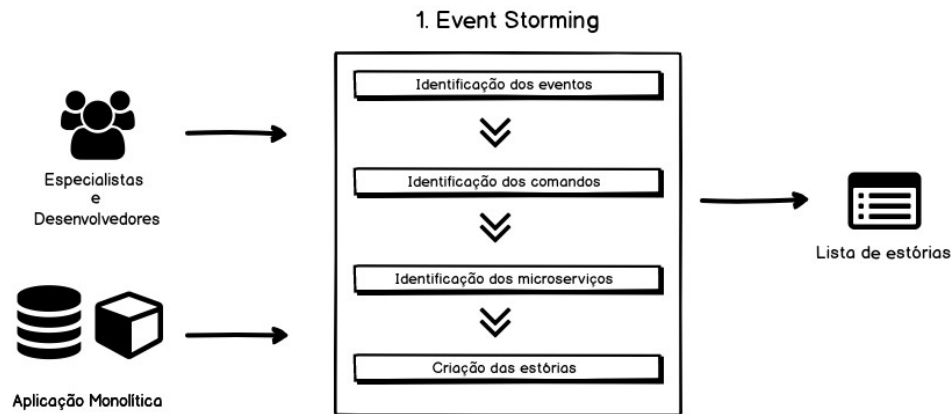 1. Event Storming
Identificação dos eventos
Especialistas
e
Desenvolvedores
Identificação dos comandos
Lista de estórias
Identificação dos microserviços
Criação das estórias
Aplicação Monolítica